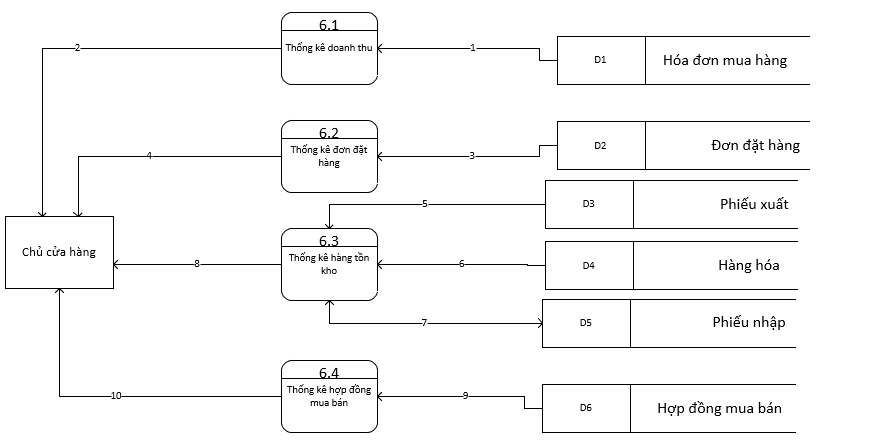 6.1
Thống kê doanh thu
2
1
D1
Hóa đơn mua hàng
6.2
Thống kê đơn đặt
hàng
4
3
D2
Đơn đặt hàng
5
D3
Phiếu xuất
Chủ cửa hàng
6.3
Thống kê hàng tồn
kho
8
6
D4
Hàng hóa
7
D5
Phiếu nhập
6.4
Thống kê hợp đồng
mua bán
10
9
D6
Hợp đồng mua bán